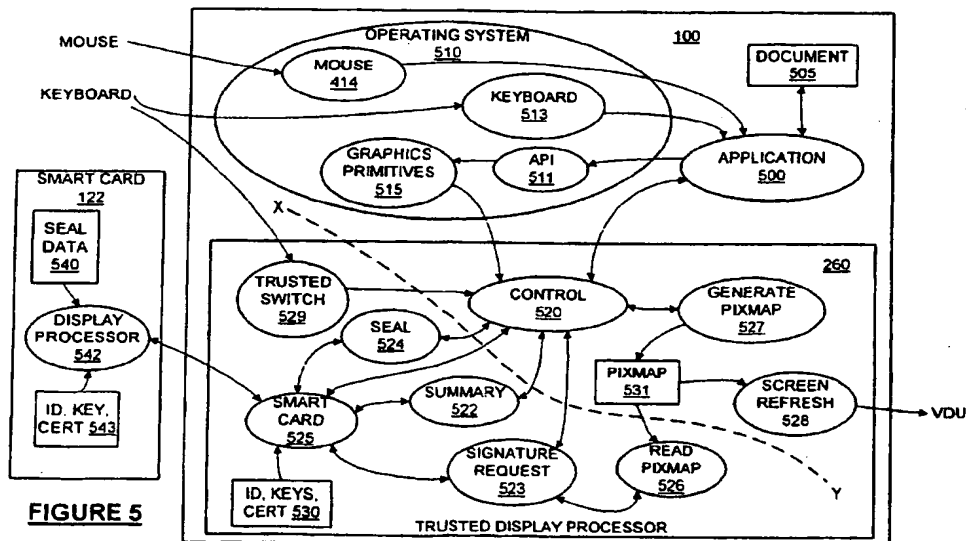 MOUSE
KEYBOARD
OPERATING SYSTEM
510
100
MOUSE
414
KEYBOARD
513
DOCUMENT
505
GRAPHICS
PRIMITIVES
515
API
511
APPLICATION
500
SMART CARD
122
SEAL
DATA
540
DISPLAY
PROCESSOR
542
ID, KEY,
CERT 543
X
260
TRUSTED
SWITCH
529
CONTROL
520
GENERATE
PIXMAP
527
SEAL
524
SUMMARY
522
PIXMAP
531
SCREEN
REFRESH
528
VDU
SMART
CARD
525
SIGNATURE
REQUEST
523
READ
PIXMAP
526
Y
ID, KEYS,
CERT 530
TRUSTED DISPLAY PROCESSOR
FIGURE 5